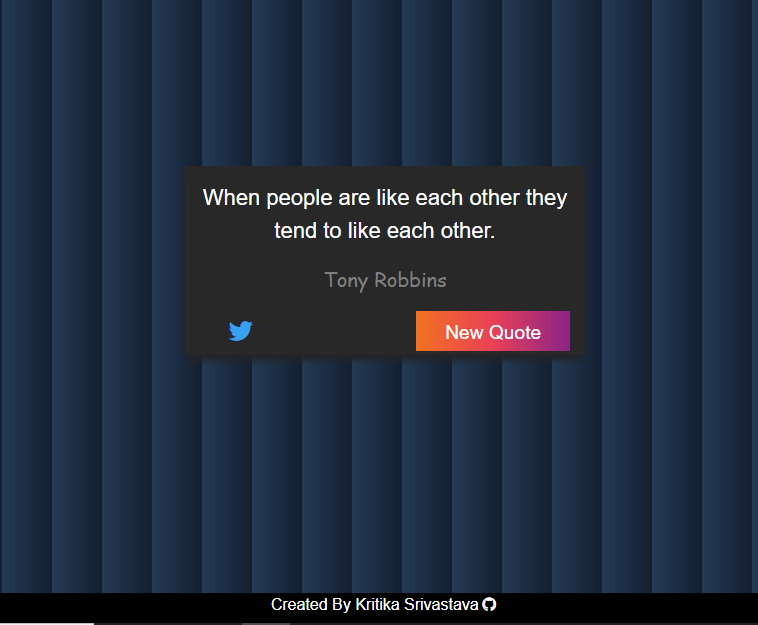 When people are like each other they
tend to like each other.
Tony Robbins
New Quote
Created By Kritika Srivastava